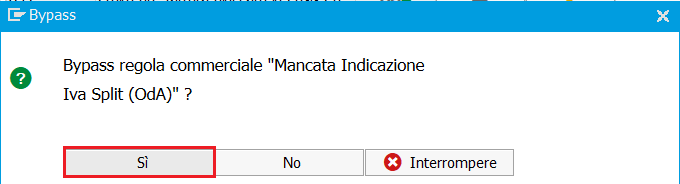 Bypass
Bypass regola commerciale "Mancata Indicazione
Iva Split (OdA)" ?
Sì No Interrompere